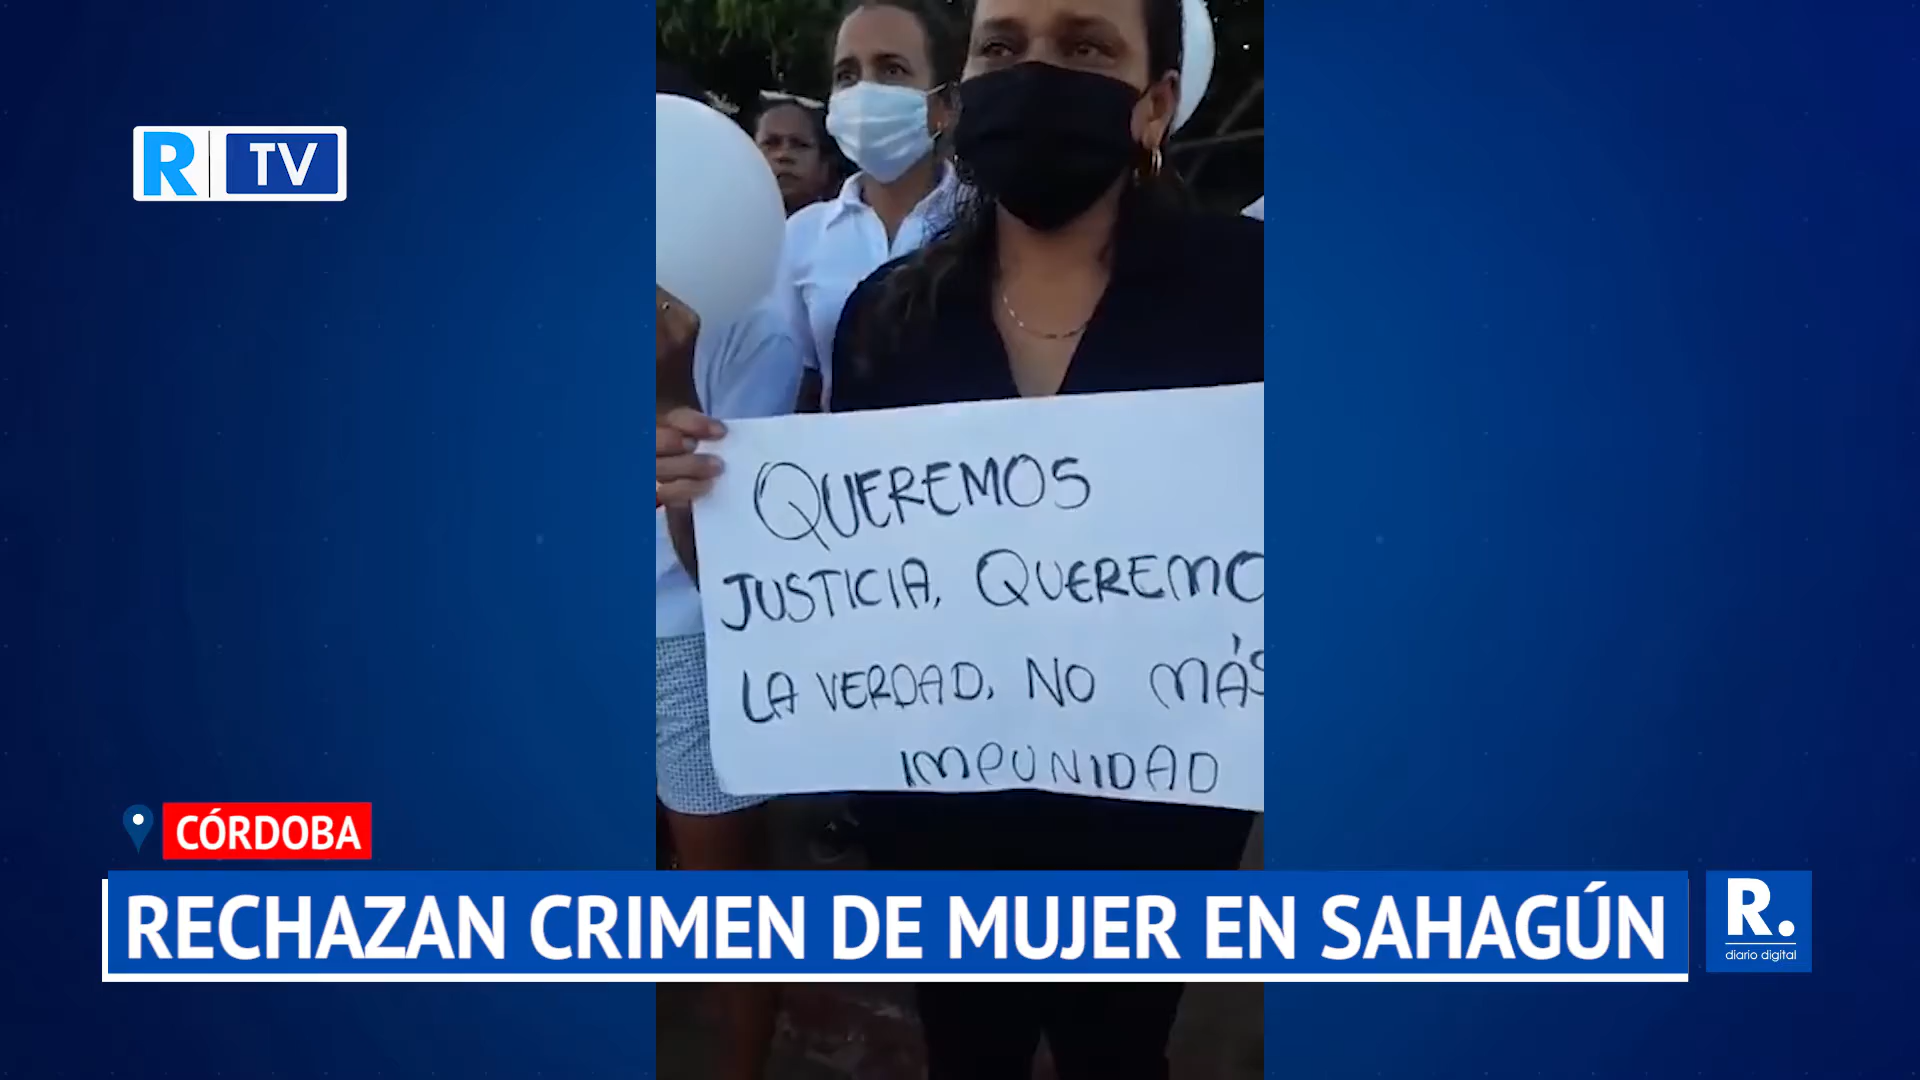 R TV
QUEREMOS
JUSTICIA, QUEREMO
LA VERDAD, NO MÁS
IMPUNIDAD
CÓRDOBA
RECHAZAN CRIMEN DE MUJER EN SAHAGÚN
R.
diario digital